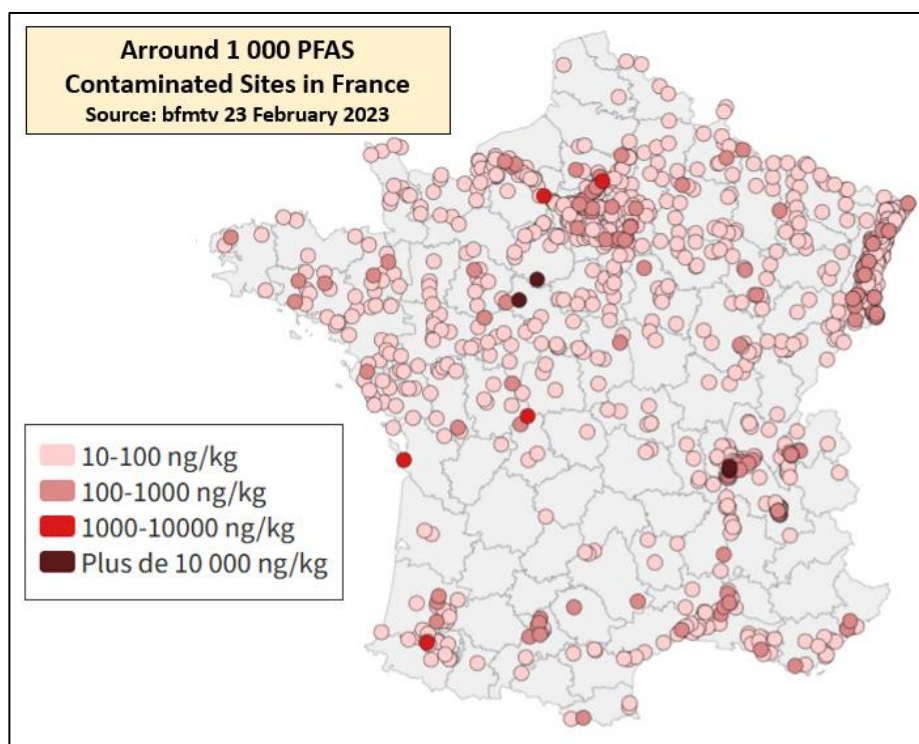 Arround 1 000 PFAS
Contaminated Sites in France
Source: bfmtv 23 February 2023
10-100 ng/kg
100-1000 ng/kg
1000-10000 ng/kg
Plus de 10 000 ng/kg